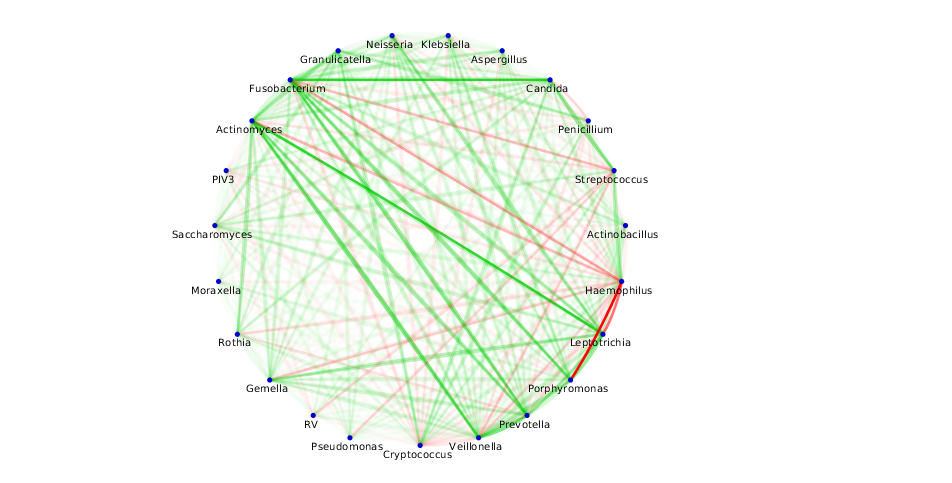 Neisseria
Klebsiella
Granulicatella
Aspergillus
Fusobacterium
Candida
Actinomyces
Penicillium
PIV3
Streptococcus
Saccharomyces
Actinobacillus
Moraxella
Haemophilus
Rothia
Leptotrichia
Gemella
Porphyromonas
RV
Prevotella
Pseudomonas
Veillonella
Cryptococcus